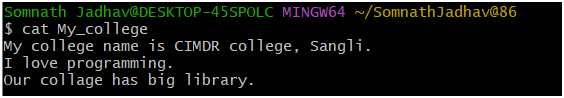 Somnath Jadhav@DESKTOP-45SPOLC MINGW64 ~/SomnathJadhav@86
$ cat My_college
My college name is CIMDR college, Sangli.
I love programming.
Our collage has big library.